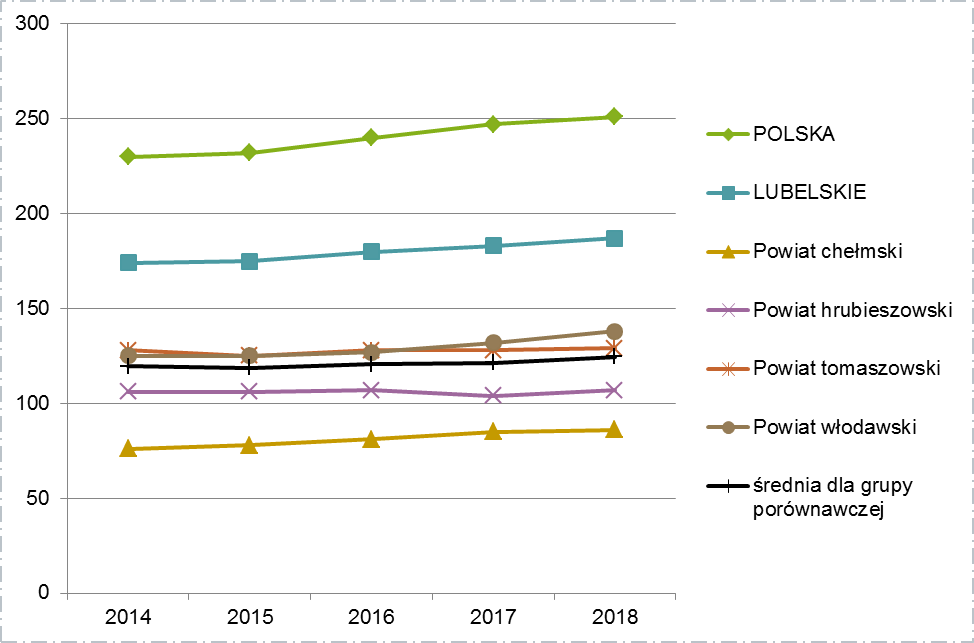 300
250
200
150
100
50
0
2014 2015 2016 2017 2018
POLSKA
LUBELSKIE
Powiat chełmski
Powiat hrubieszowski
Powiat tomaszowski
Powiat włodawski
średnia dla grupy
porównawczej